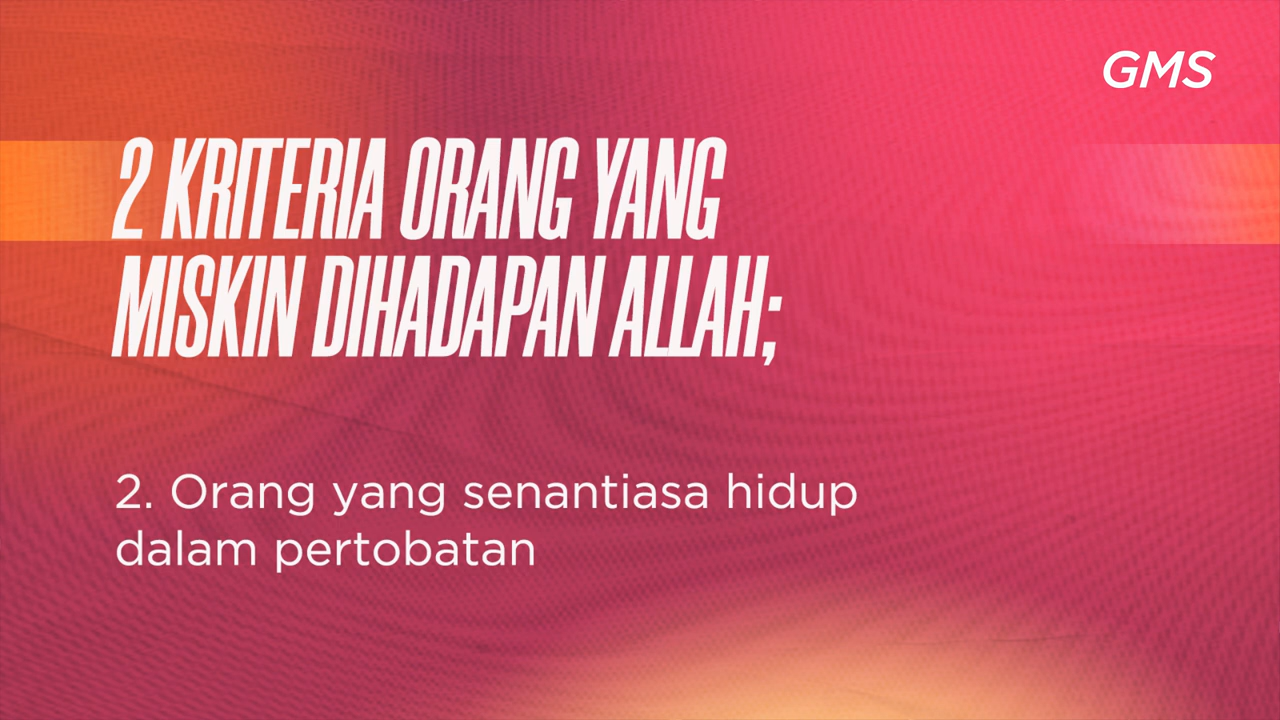 GMS
2 KRITERIA ORANG YANG
MISKIN DIHADAPAN ALLAH;
2. Orang yang senantiasa hidup
dalam pertobatan